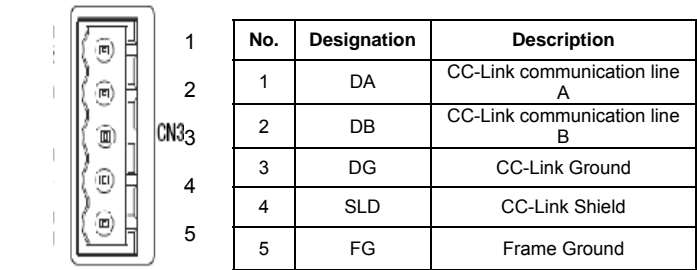 1
2
CN3
3
4
5
No. Designation Description
1 DA CC-Link communication line
A
2 DB CC-Link communication line
B
3 DG CC-Link Ground
4 SLD CC-Link Shield
5 FG Frame Ground